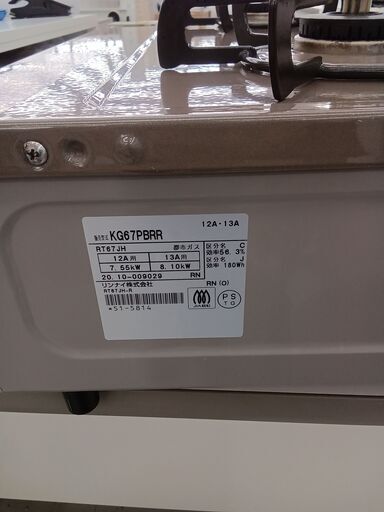 KG67PBRR 12A・13A
RT67JH 都市ガス
12A用 13A用
7.55kW 8.10kW
区分名 C
効率56.3%
区分名 J
効率 180Wh
20.10-009029 RN
リンナイ株式会社
RT67JH-R
RN (O)
*51-5814
PS
TG